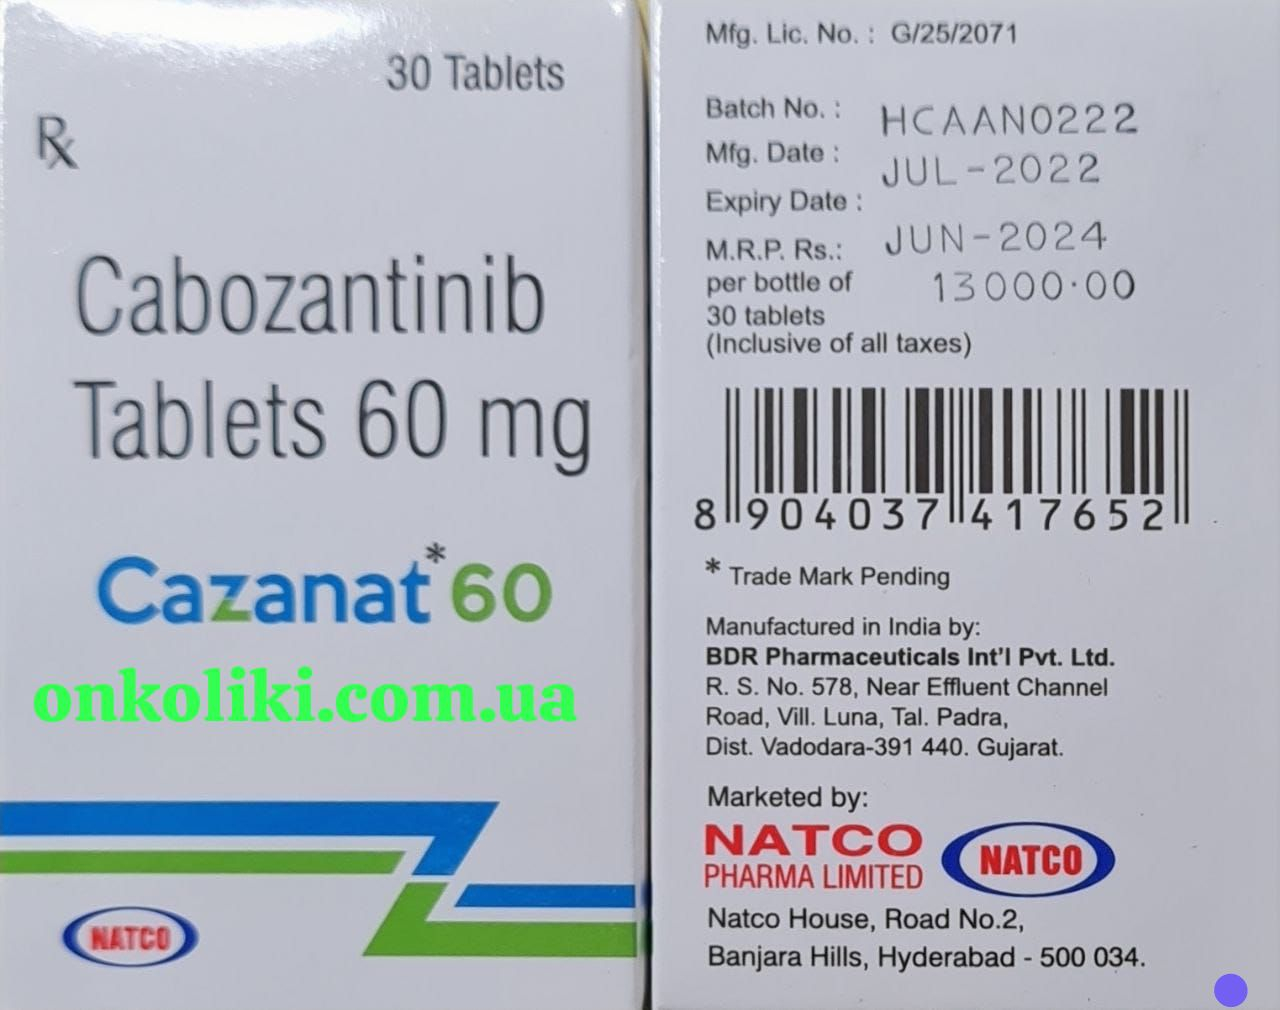 30 Tablets
Rx
Cabozantinib
Tablets 60 mg
Cazanat* 60
onkoliki.com.ua
NATCO
Mfg. Lic. No. : G/25/2071
Batch No. : HCAAN0222
Mfg. Date : JUL-2022
Expiry Date : JUN-2024
M.R.P. Rs.: 13000.00
per bottle of
30 tablets
(Inclusive of all taxes)
8 904037 417652
* Trade Mark Pending
Manufactured in India by:
BDR Pharmaceuticals Int'l Pvt. Ltd.
R. S. No. 578, Near Effluent Channel
Road, Vill. Luna, Tal. Padra,
Dist. Vadodara-391 440. Gujarat.
Marketed by:
NATCO
PHARMA LIMITED
NATCO
Natco House, Road No.2,
Banjara Hills, Hyderabad - 500 034.